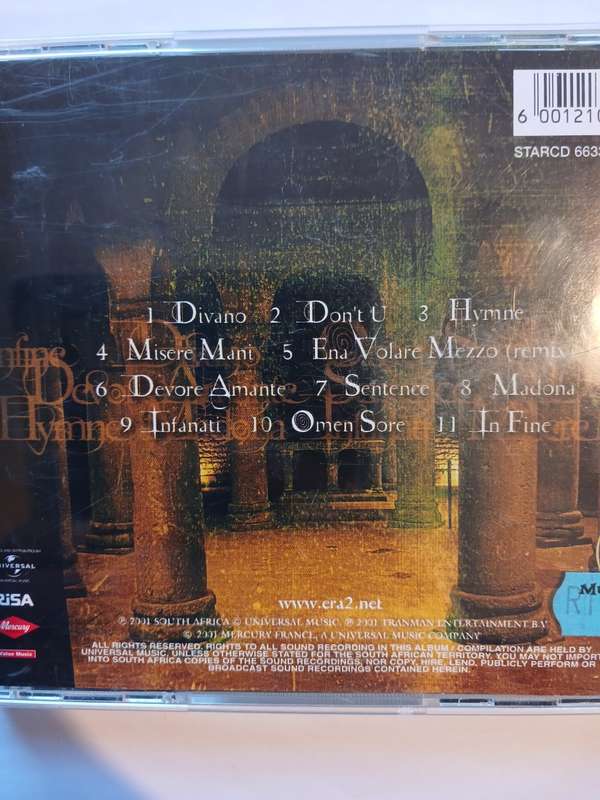 6 00121
STARCD 663
1 Divano 2 Don't U 3 Hymne
4 Misere Mani 5 Ena Volare Mezzo (remix)
6 Devore Amante 7 Sentence 8 Madona
9 Infanati 10 Omen Sore 11 In Fine
Hymne
UNIVERSAL
RISA
Mercury
Value Music
www.era2.net
℗ 2001 SOUTH AFRICA © UNIVERSAL MUSIC. ℗ 2001 TRANMAN ENTERTAINMENT B.V.
© 2001 MERCURY FRANCE, A UNIVERSAL MUSIC COMPANY
ALL RIGHTS RESERVED. RIGHTS TO ALL SOUND RECORDING IN THIS ALBUM / COMPILATION ARE HELD BY
UNIVERSAL MUSIC, UNLESS OTHERWISE STATED FOR THE SOUTH AFRICAN TERRITORY. YOU MAY NOT IMPORT
INTO SOUTH AFRICA COPIES OF THE SOUND RECORDINGS, NOR COPY, HIRE, LEND, PUBLICLY PERFORM OR
BROADCAST SOUND RECORDINGS CONTAINED HEREIN.